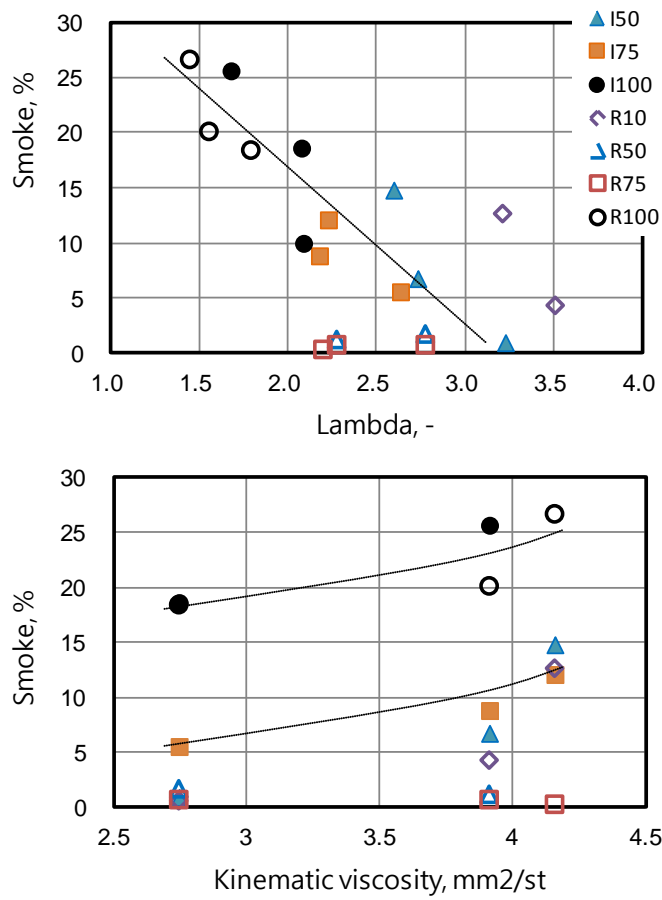 30
25
20
15
10
5
0
Smoke, %
1.0 1.5 2.0 2.5 3.0 3.5 4.0
Lambda, -
I50
I75
I100
R10
R50
R75
R100
30
25
20
15
10
5
0
Smoke, %
2.5 3 3.5 4 4.5
Kinematic viscosity, mm2/st